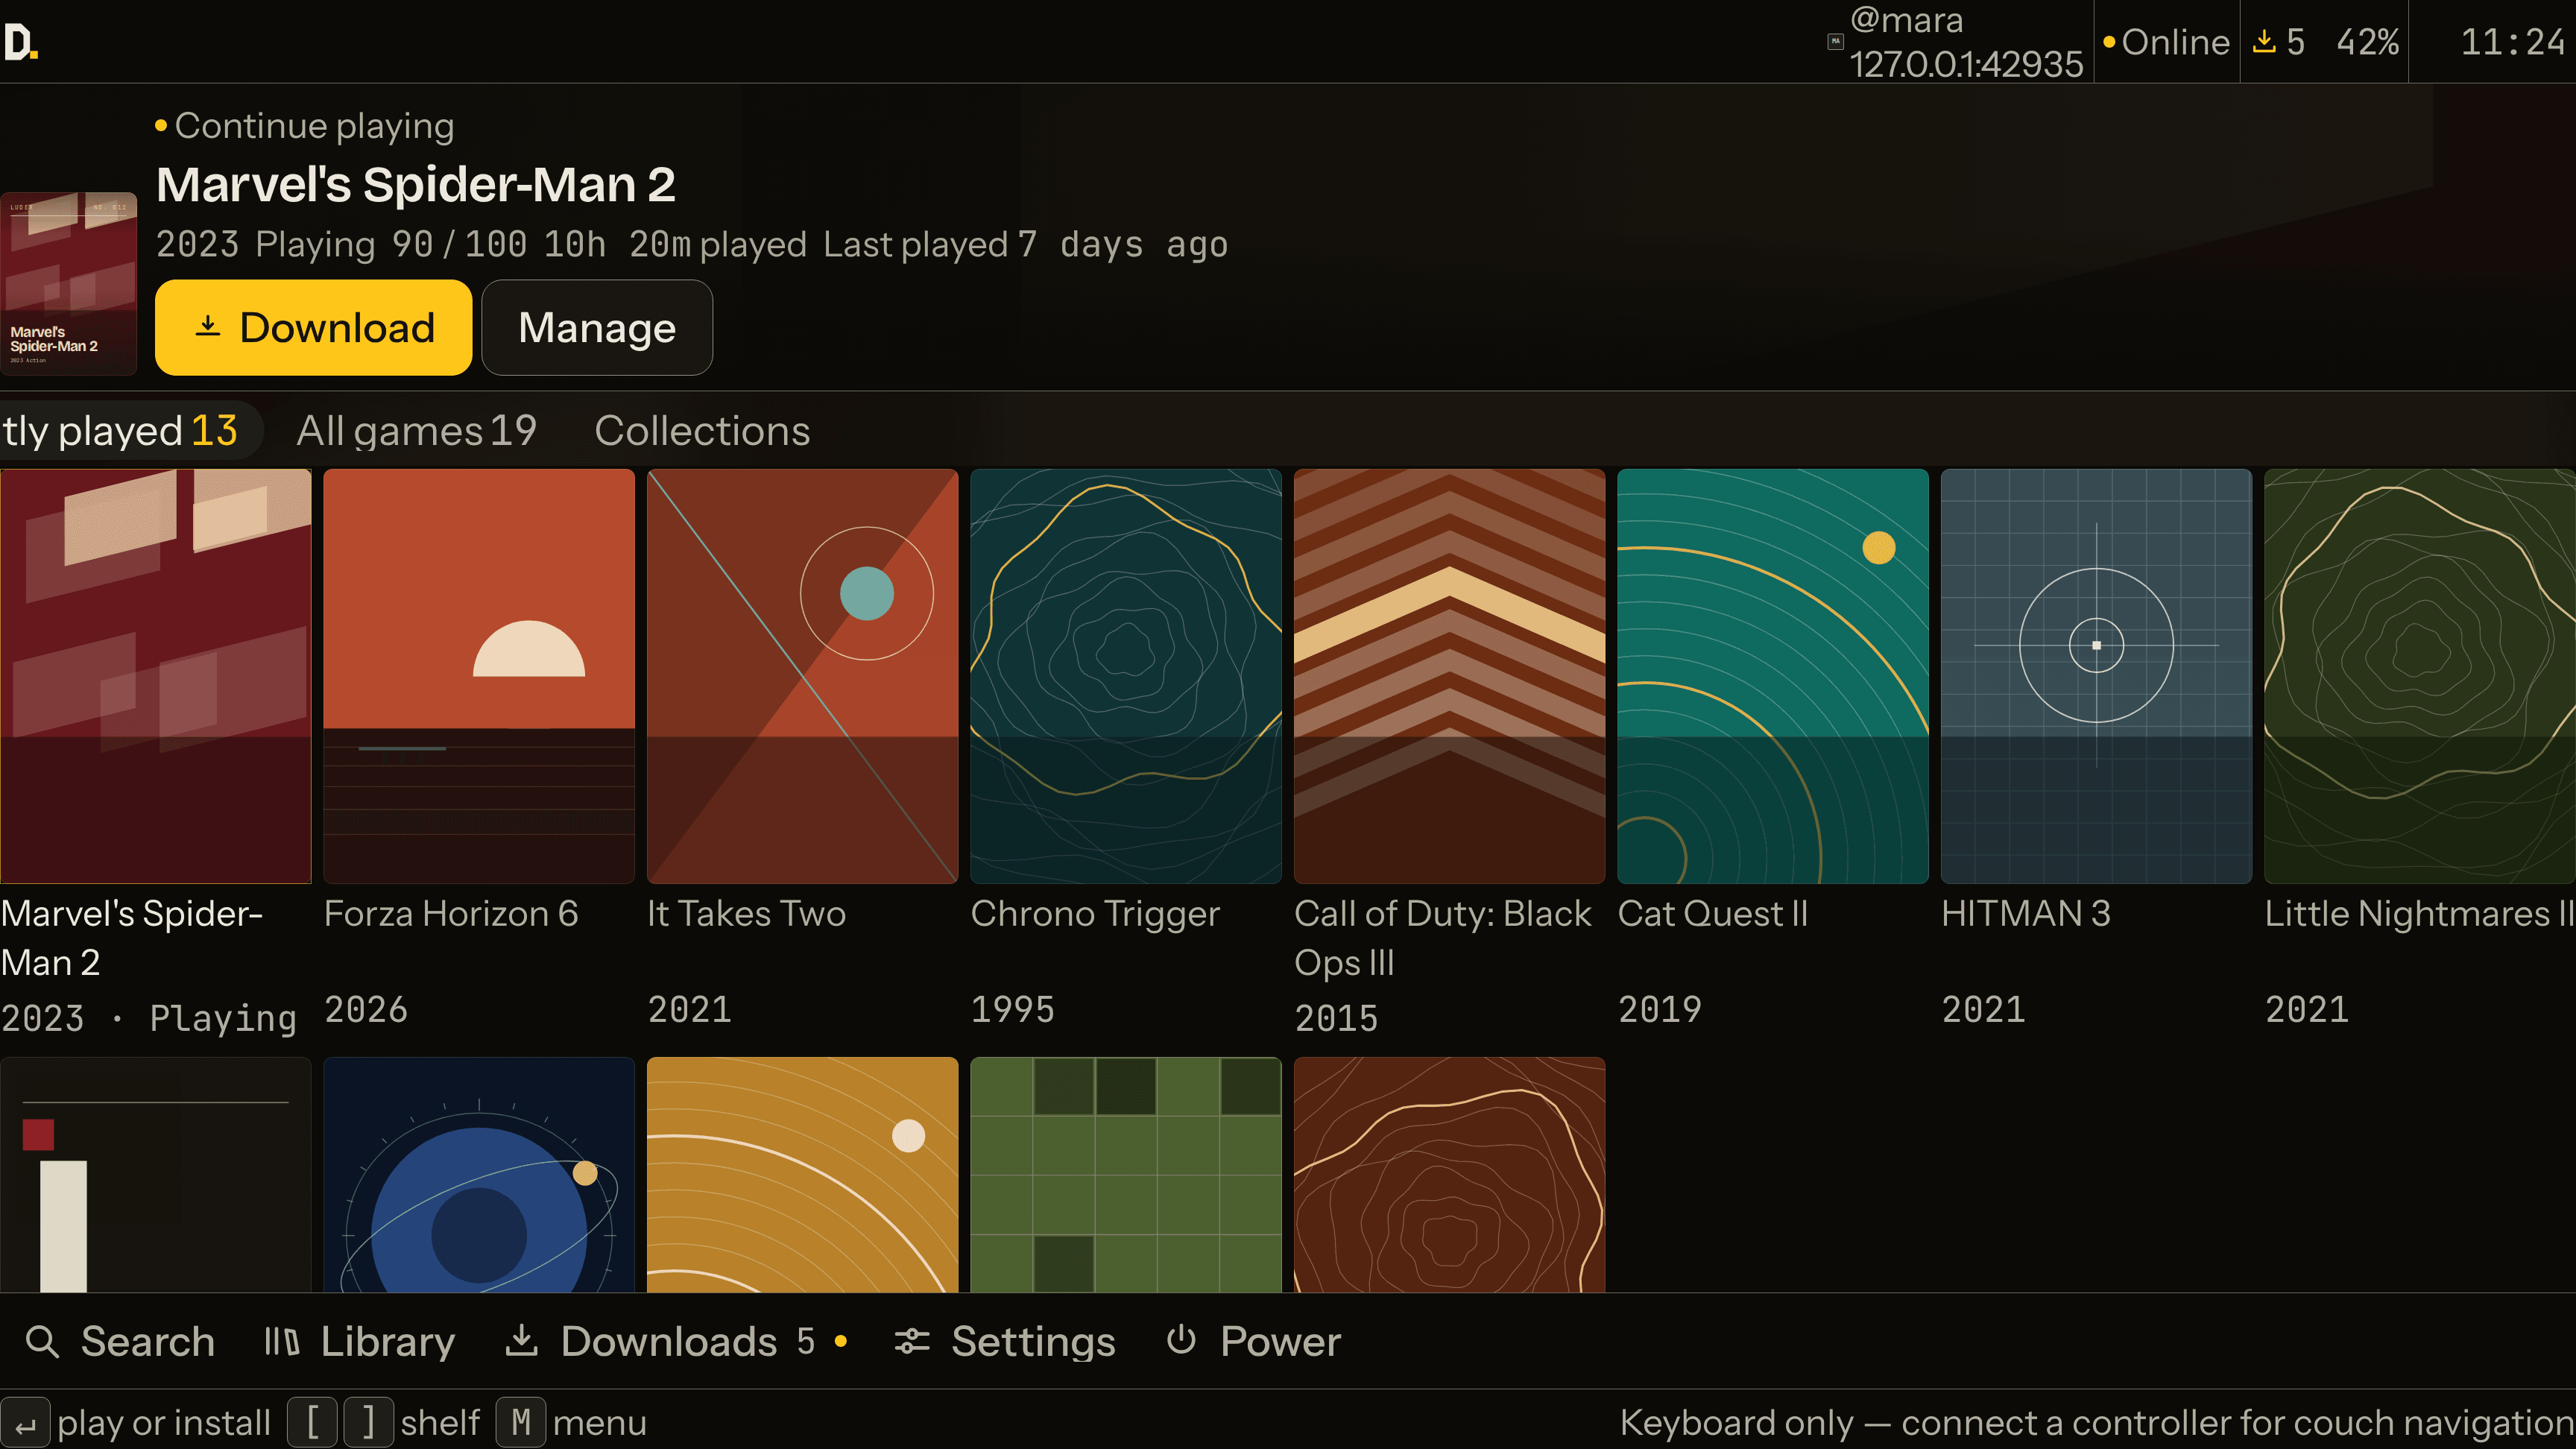 D.
@mara
127.0.0.1:42935
Online
5 42%
11:24
Continue playing
Marvel's Spider-Man 2
2023 Playing 90 / 100 10h 20m played Last played 7 days ago
Marvel's
Spider-Man 2
2023 Action
Download
Manage
tly played 13
All games 19
Collections
Marvel's Spider-
Man 2
2023 · Playing
Forza Horizon 6
2026
It Takes Two
2021
Chrono Trigger
1995
Call of Duty: Black
Ops III
2015
Cat Quest II
2019
HITMAN 3
2021
Little Nightmares II
2021
Search
Library
Downloads 5
Settings
Power
↵ play or install [ ] shelf M menu
Keyboard only — connect a controller for couch navigation